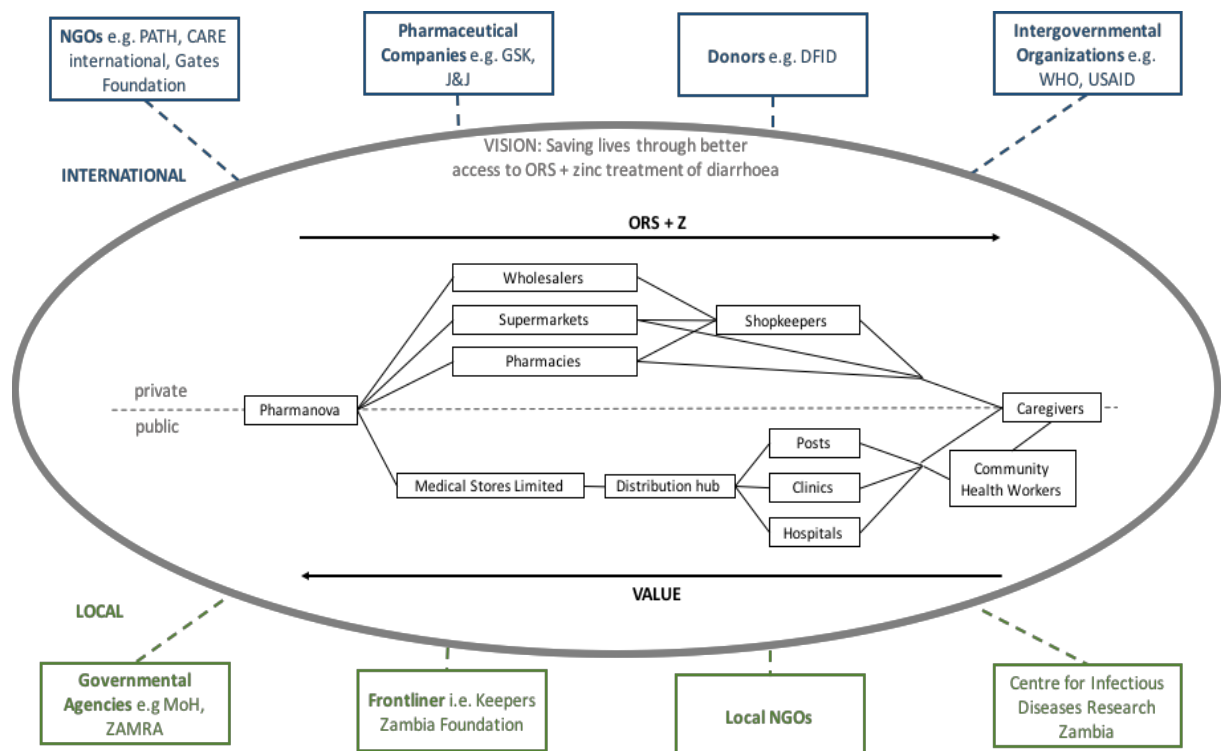 NGOs e.g. PATH, CARE
international, Gates
Foundation
Pharmaceutical
Companies e.g. GSK,
J&J
Donors e.g. DFID
Intergovernmental
Organizations e.g.
WHO, USAID
INTERNATIONAL
VISION: Saving lives through better
access to ORS + zinc treatment of diarrhoea
ORS + Z
Wholesalers
Supermarkets
Shopkeepers
Pharmacies
private
public
Pharmanova
Caregivers
Posts
Medical Stores Limited
Distribution hub
Clinics
Community
Health Workers
Hospitals
VALUE
LOCAL
Governmental
Agencies e.g MoH,
ZAMRA
Frontliner i.e. Keepers
Zambia Foundation
Local NGOs
Centre for Infectious
Diseases Research
Zambia